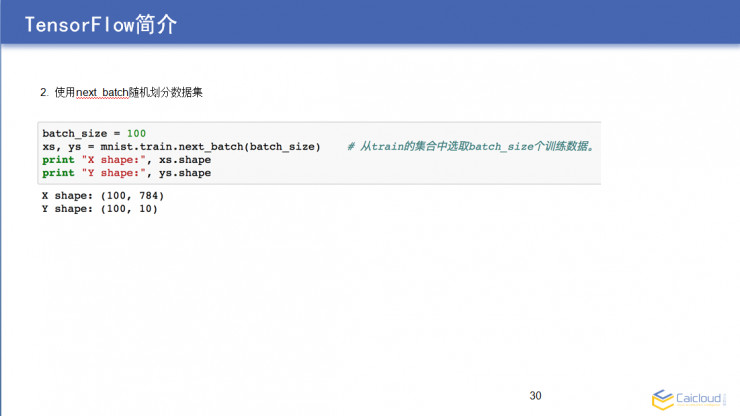 TensorFlow简介
2. 使用next_batch随机划分数据集
batch_size = 100
xs, ys = mnist.train.next_batch(batch_size) # 从train的集合中选取batch_size个训练数据。
print "X shape:", xs.shape
print "Y shape:", ys.shape
X shape: (100, 784)
Y shape: (100, 10)
30
Caicloud